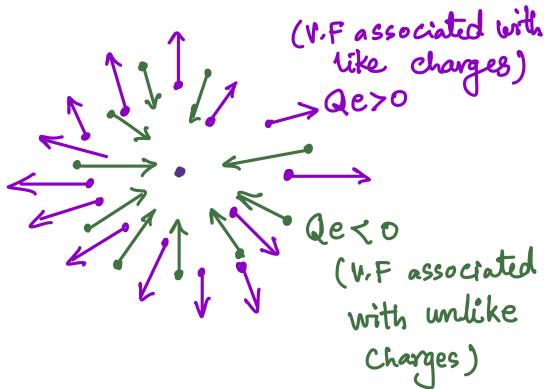 (V.F associated with
like charges)
Qe>0
Qe<0
(V.F associated
with unlike
charges)